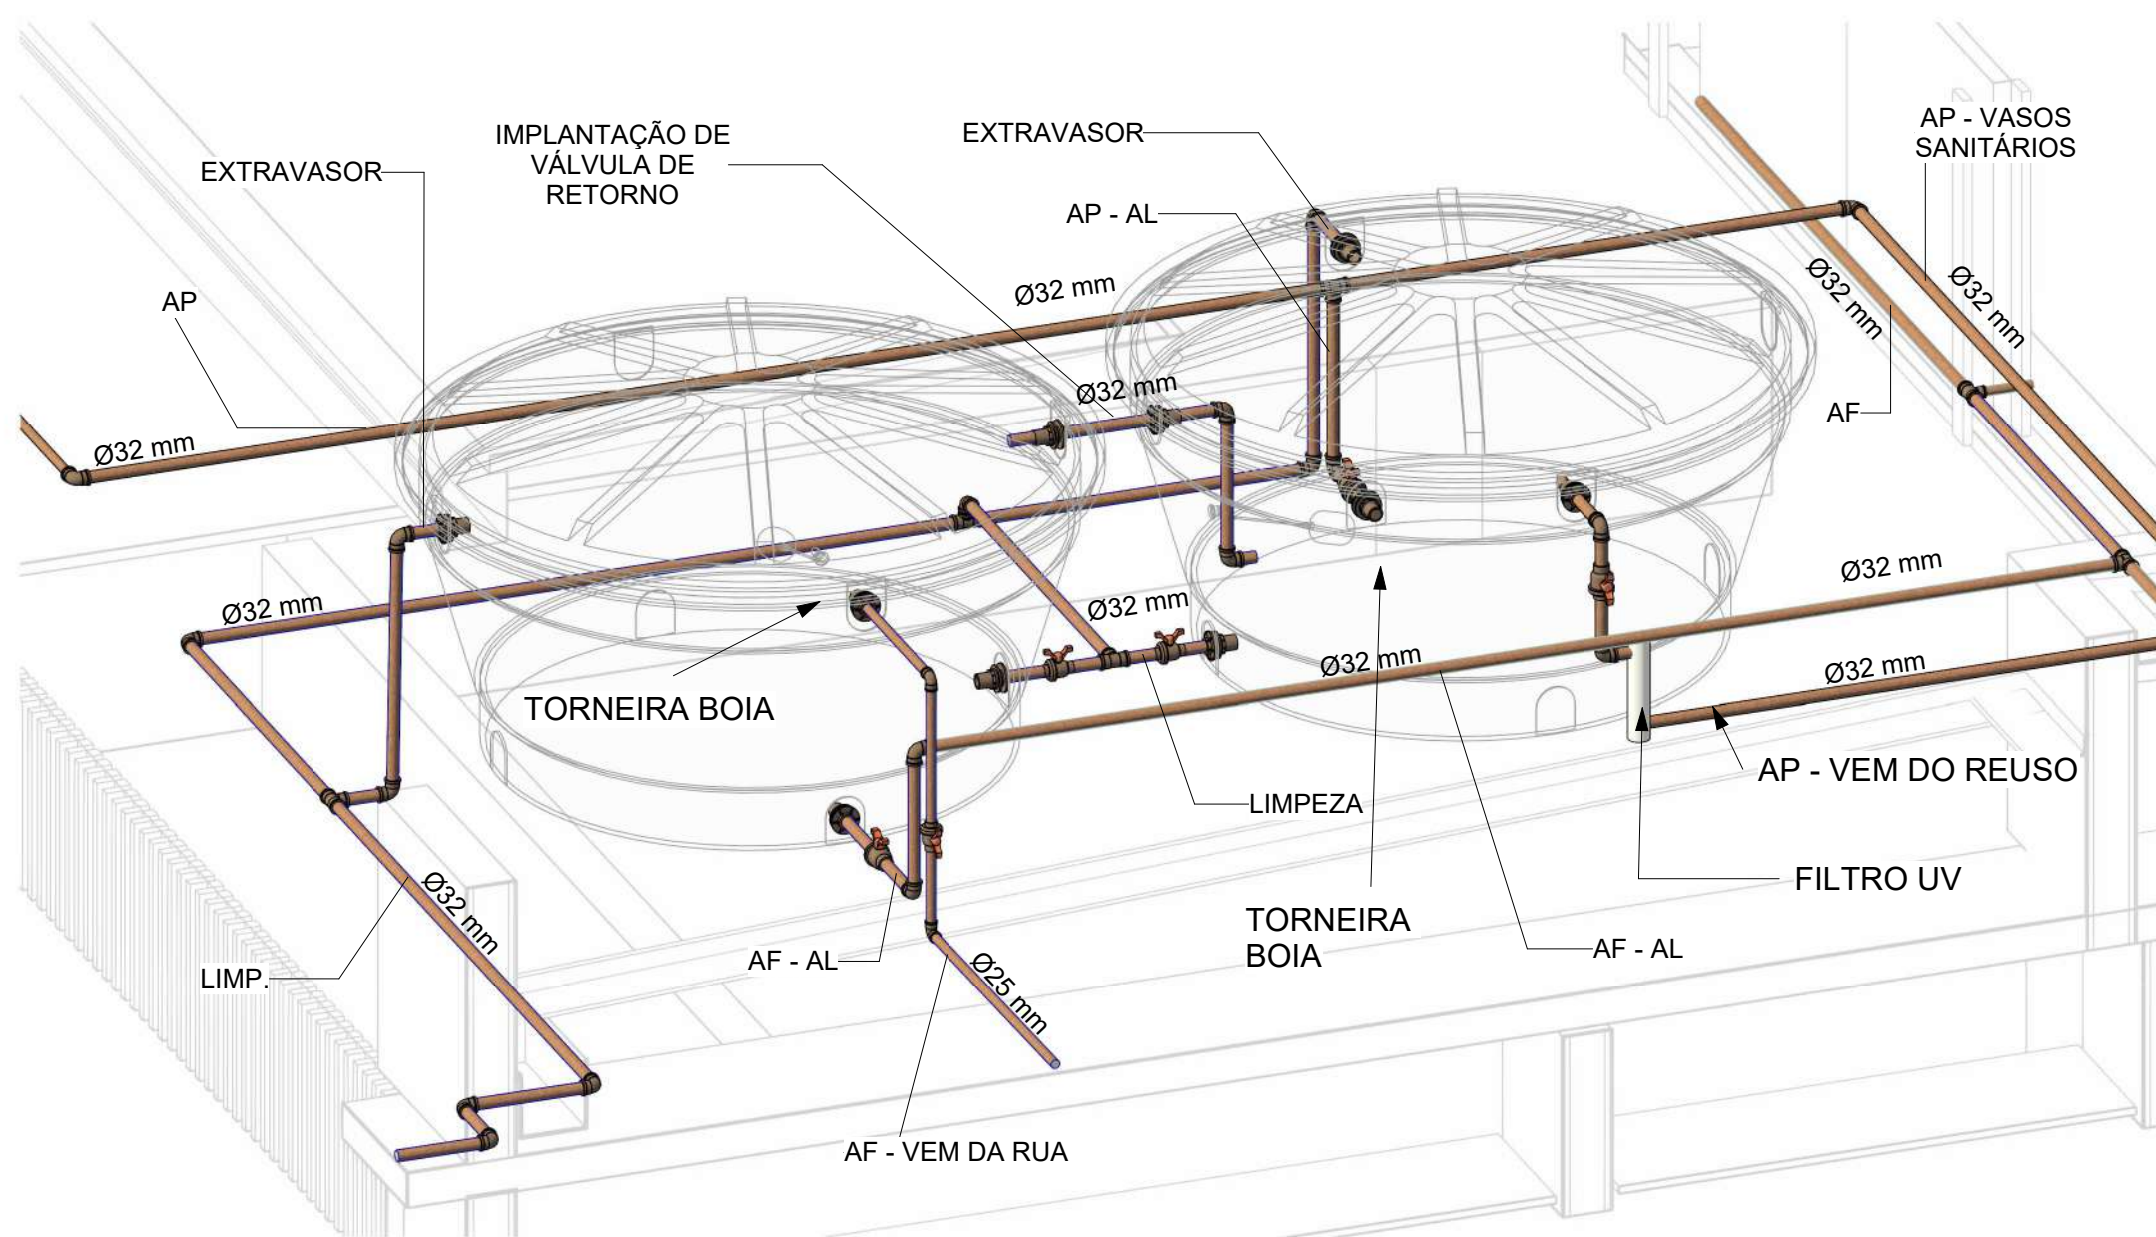 EXTRAVASOR
IMPLANTAÇÃO DE
VÁLVULA DE
RETORNO
EXTRAVASOR
AP - AL
AP - VASOS
SANITÁRIOS
AP
Ø32 mm
Ø32 mm
Ø32 mm
Ø32 mm
Ø32 mm
AF
Ø32 mm
Ø32 mm
Ø32 mm
Ø32 mm
Ø32 mm
Ø32 mm
TORNEIRA BOIA
AP - VEM DO REUSO
LIMPEZA
FILTRO UV
Ø32 mm
TORNEIRA
BOIA
AF - AL
AF - AL
LIMP.
Ø25 mm
AF - VEM DA RUA